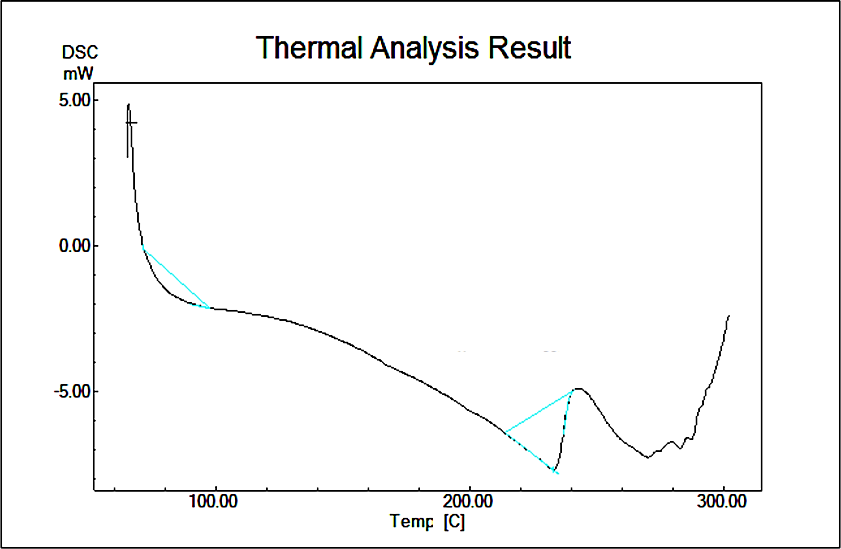 Thermal Analysis Result
DSC
mW
5.00
0.00
-5.00
100.00
200.00
300.00
Temp [C]